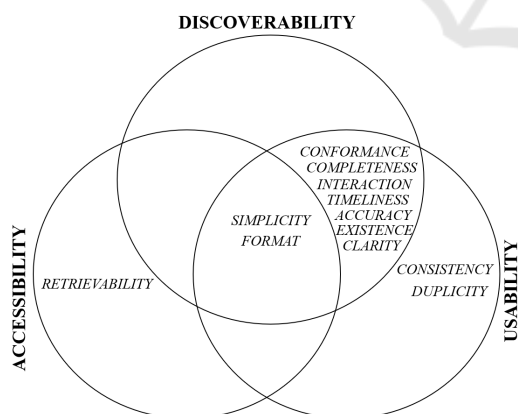 DISCOVERABILITY
CONFORMANCE
COMPLETENESS
INTERACTION
TIMELINESS
ACCURACY
EXISTENCE
CLARITY
SIMPLICITY
FORMAT
RETRIEVABILITY
CONSISTENCY
DUPLICITY
ACCESSIBILITY
USABILITY